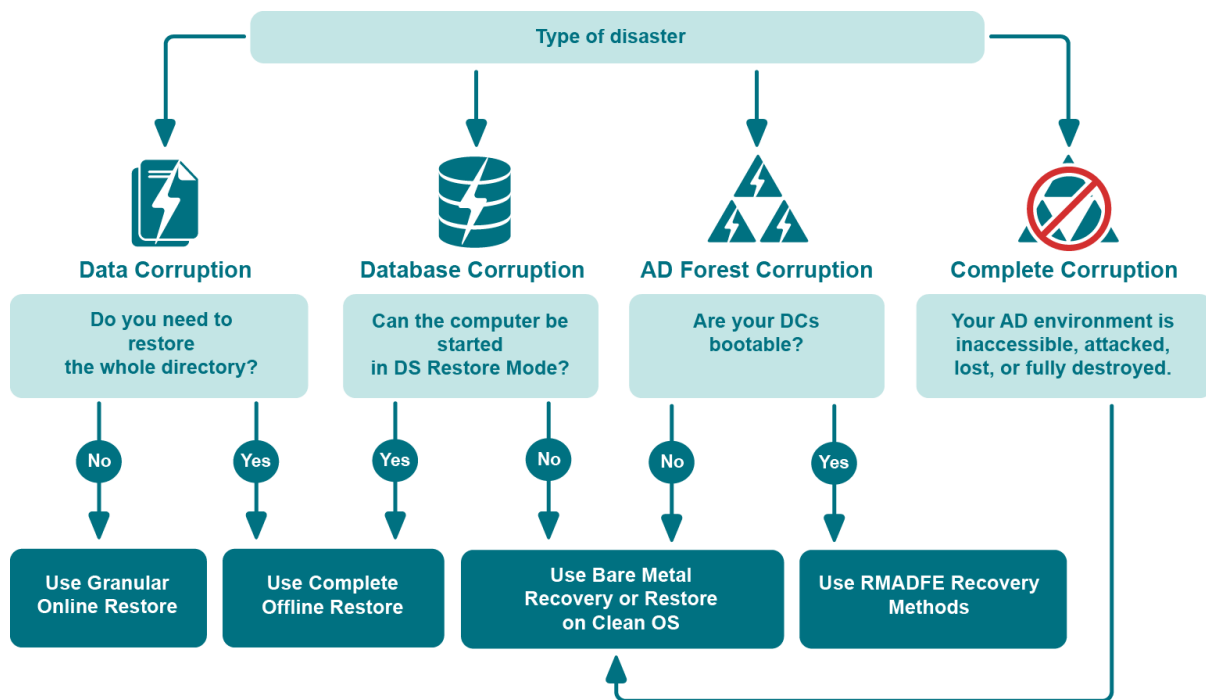 Type of disaster
Data Corruption
Database Corruption
AD Forest Corruption
Complete Corruption
Do you need to
restore
the whole directory?
Can the computer be
started
in DS Restore Mode?
Are your DCs
bootable?
Your AD environment is
inaccessible, attacked,
lost, or fully destroyed.
No
Yes
Yes
No
No
Yes
Use Granular
Online Restore
Use Complete
Offline Restore
Use Bare Metal
Recovery or Restore
on Clean OS
Use RMADFE Recovery
Methods